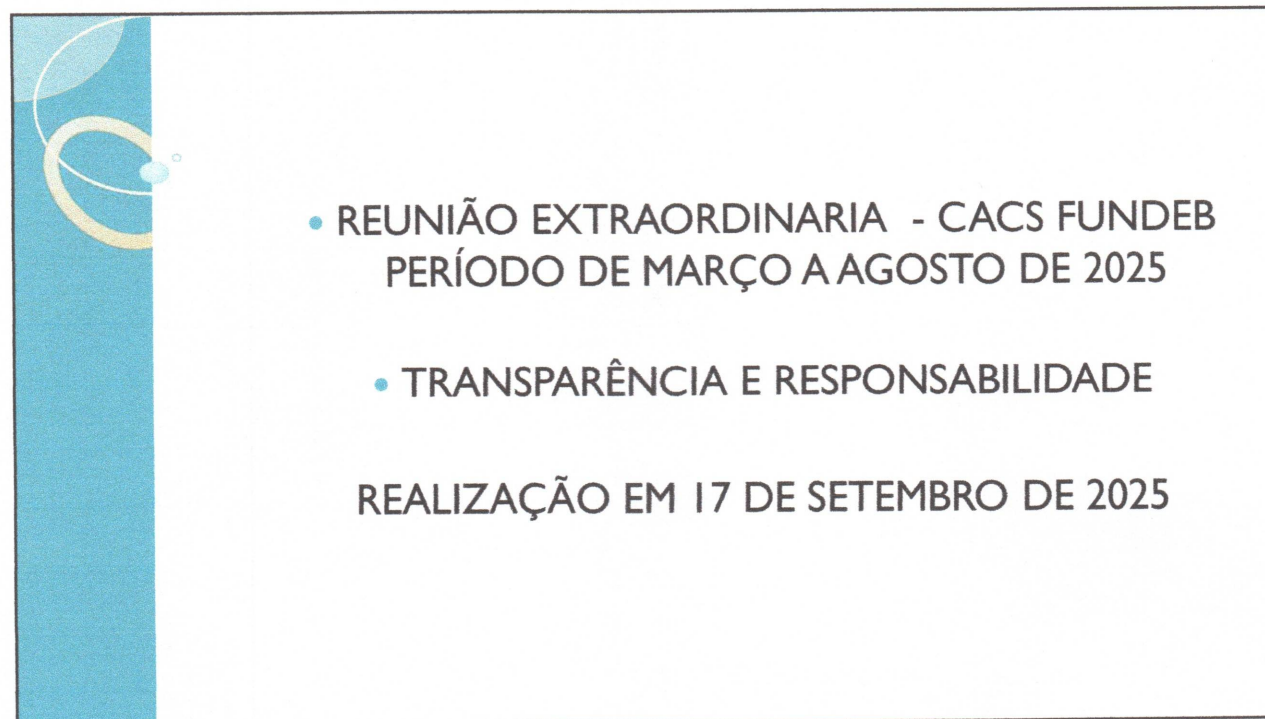 • REUNIÃO EXTRAORDINARIA - CACS FUNDEB
PERÍODO DE MARÇO A AGOSTO DE 2025
• TRANSPARÊNCIA E RESPONSABILIDADE
REALIZAÇÃO EM 17 DE SETEMBRO DE 2025